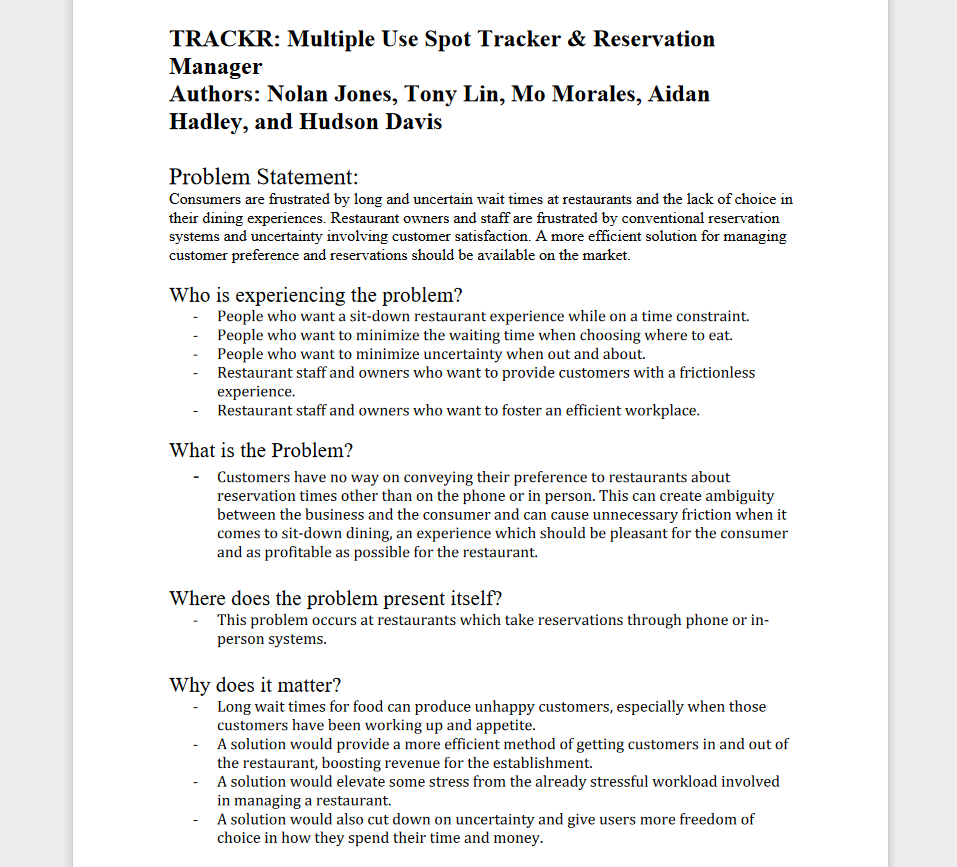 TRACKR: Multiple Use Spot Tracker & Reservation
Manager
Authors: Nolan Jones, Tony Lin, Mo Morales, Aidan
Hadley, and Hudson Davis
Problem Statement:
Consumers are frustrated by long and uncertain wait times at restaurants and the lack of choice in
their dining experiences. Restaurant owners and staff are frustrated by conventional reservation
systems and uncertainty involving customer satisfaction. A more efficient solution for managing
customer preference and reservations should be available on the market.
Who is experiencing the problem?
- People who want a sit-down restaurant experience while on a time constraint.
- People who want to minimize the waiting time when choosing where to eat.
- People who want to minimize uncertainty when out and about.
- Restaurant staff and owners who want to provide customers with a frictionless
experience.
- Restaurant staff and owners who want to foster an efficient workplace.
What is the Problem?
- Customers have no way on conveying their preference to restaurants about
reservation times other than on the phone or in person. This can create ambiguity
between the business and the consumer and can cause unnecessary friction when it
comes to sit-down dining, an experience which should be pleasant for the consumer
and as profitable as possible for the restaurant.
Where does the problem present itself?
- This problem occurs at restaurants which take reservations through phone or in-
person systems.
Why does it matter?
- Long wait times for food can produce unhappy customers, especially when those
customers have been working up and appetite.
- A solution would provide a more efficient method of getting customers in and out of
the restaurant, boosting revenue for the establishment.
- A solution would elevate some stress from the already stressful workload involved
in managing a restaurant.
- A solution would also cut down on uncertainty and give users more freedom of
choice in how they spend their time and money.